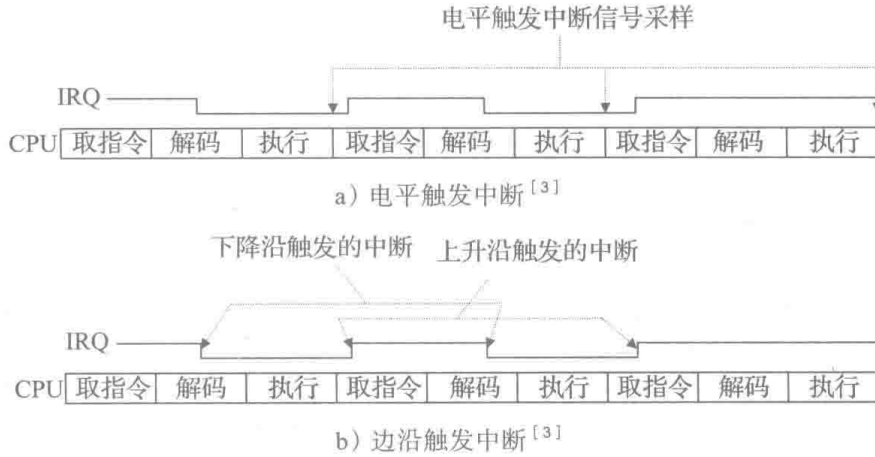 电平触发中断信号采样
IRQ
CPU 取指令 解码 执行 取指令 解码 执行 取指令 解码 执行
a）电平触发中断[3]
下降沿触发的中断 上升沿触发的中断
IRQ
CPU 取指令 解码 执行 取指令 解码 执行 取指令 解码 执行
b）边沿触发中断[3]